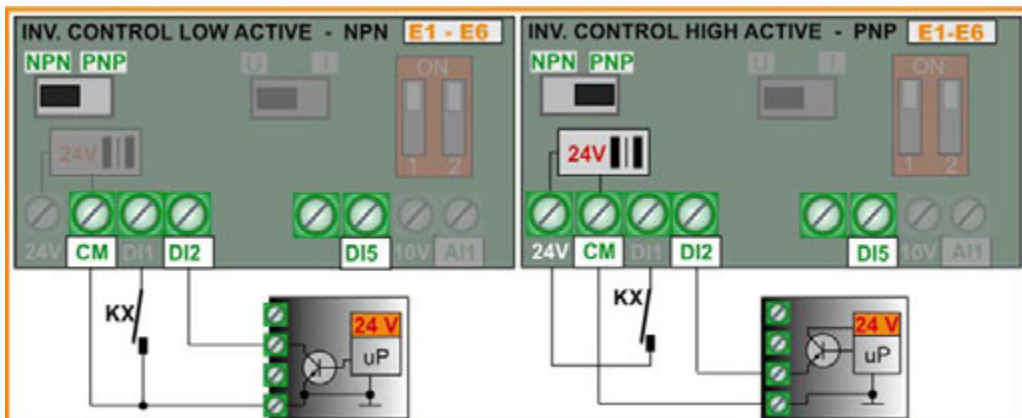 INV. CONTROL LOW ACTIVE - NPN E1 - E6
NPN PNP
U I
ON
24V
1 2
24V CM DI1 DI2 DI5 10V AI1
KX
24 V
uP
INV. CONTROL HIGH ACTIVE - PNP E1-E6
NPN PNP
U I
ON
24V
1 2
24V CM DI1 DI2 DI5 10V AI1
KX
24 V
uP